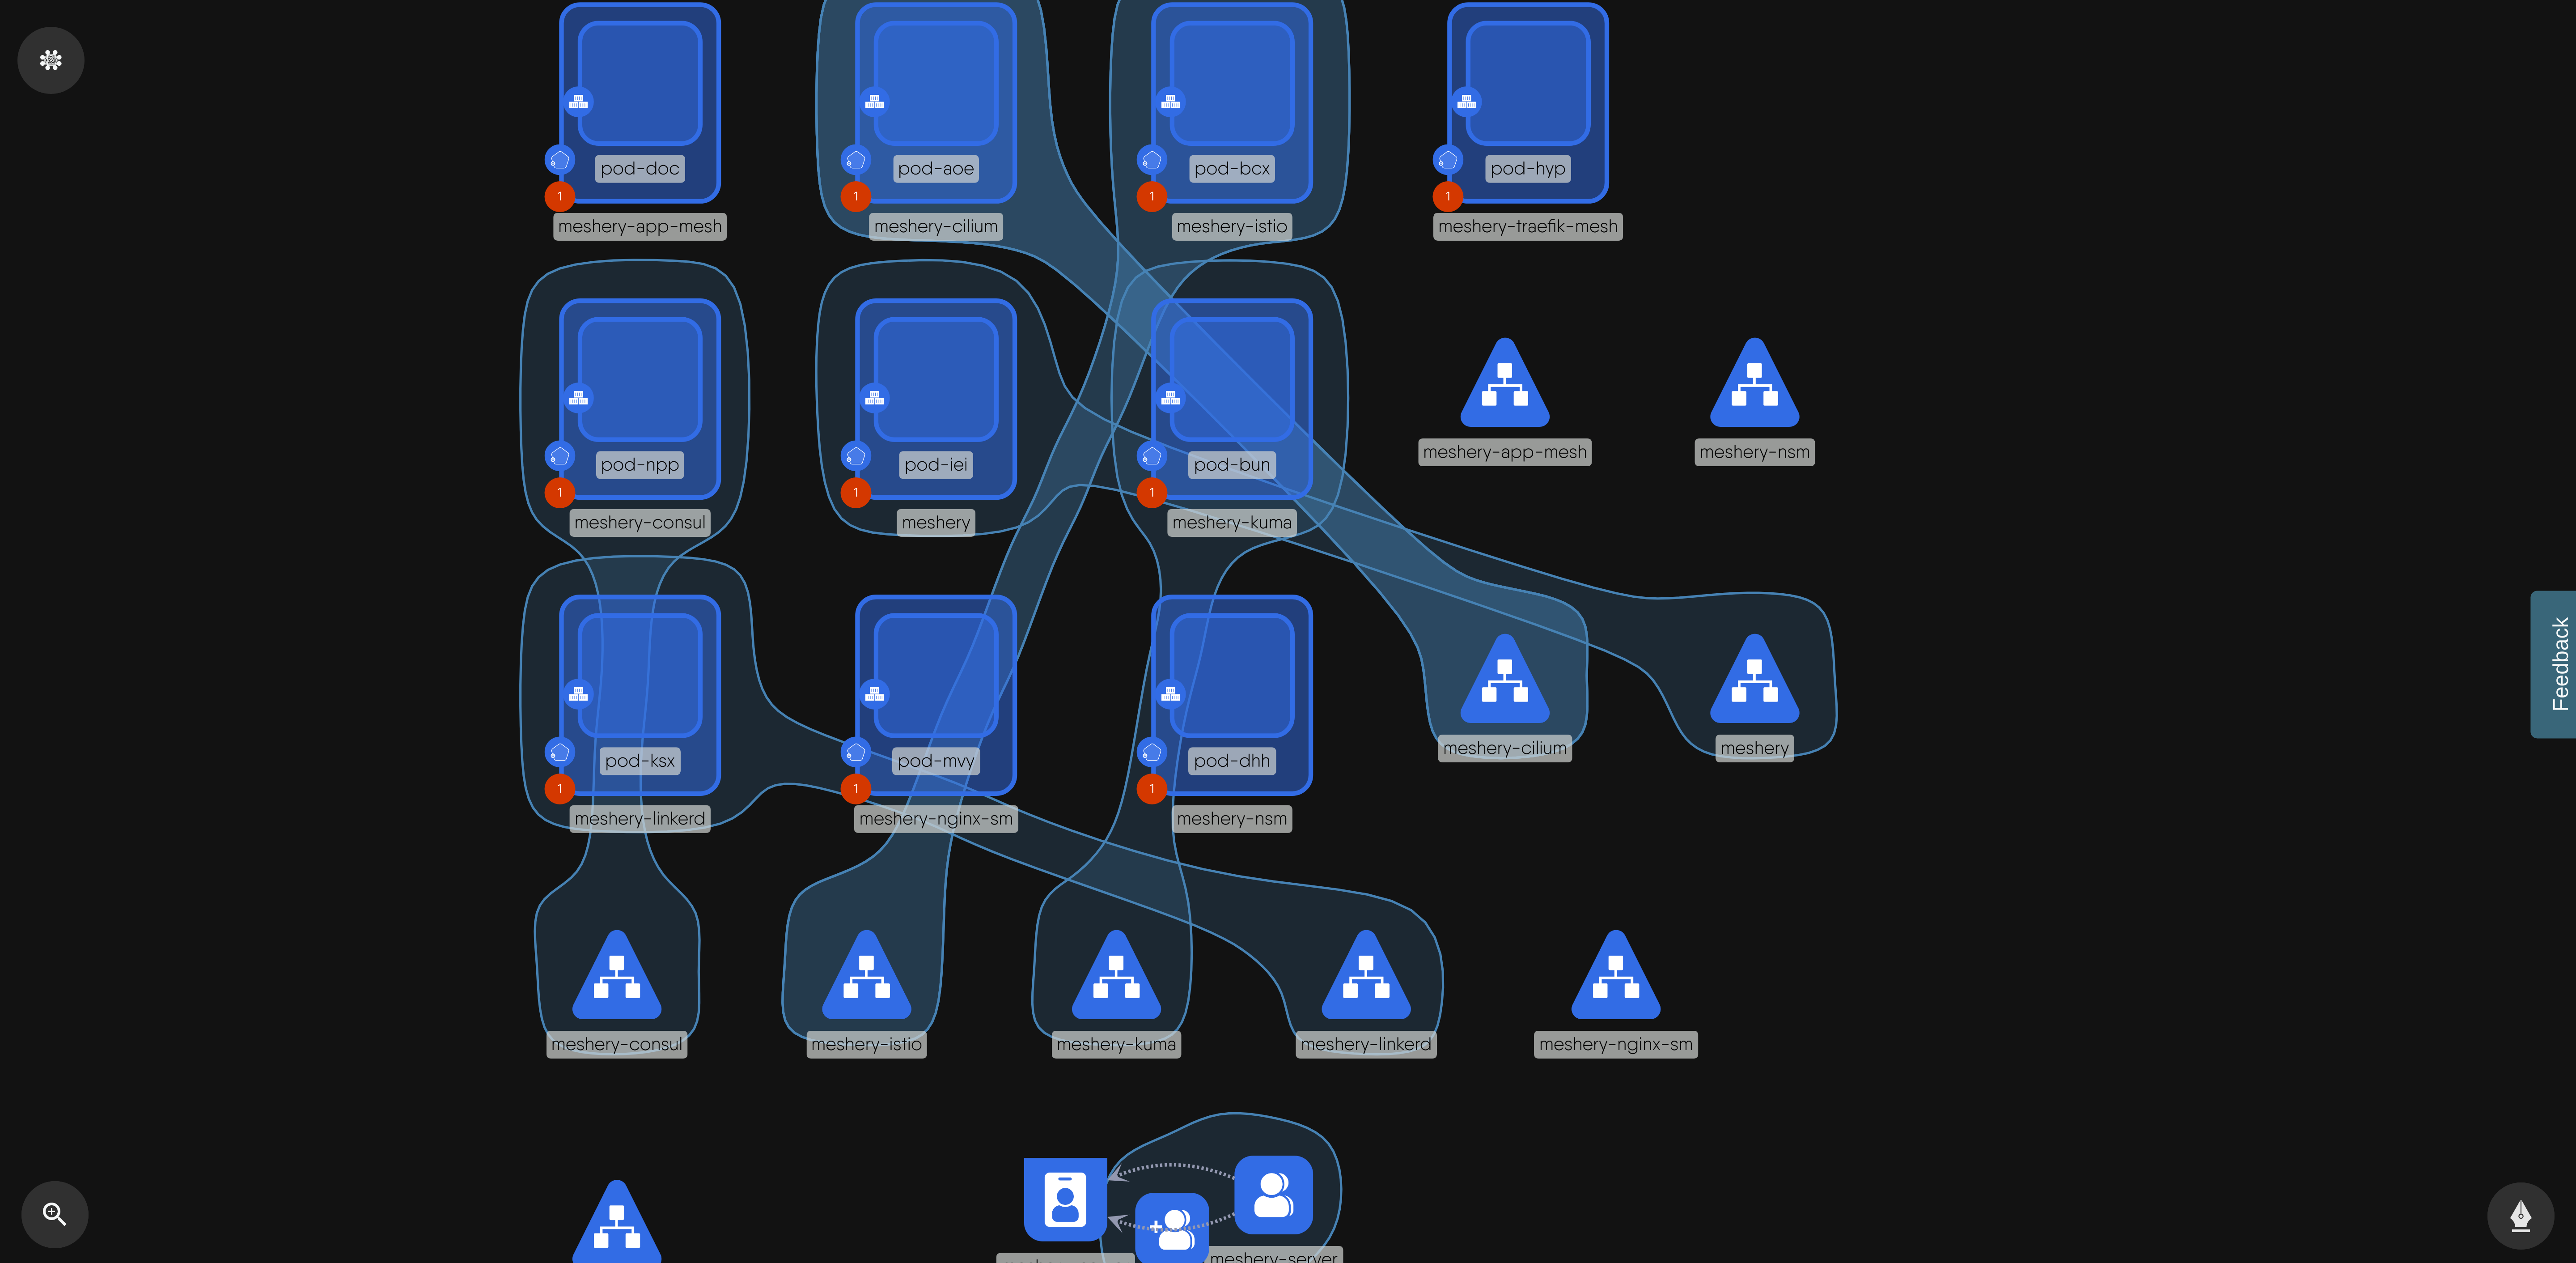 pod-doc
pod-aoe
pod-bcx
pod-hyp
1
1
1
1
meshery-app-mesh
meshery-cilium
meshery-istio
meshery-traefik-mesh
meshery-app-mesh
meshery-nsm
pod-npp
pod-iei
pod-bun
1
1
1
meshery-consul
meshery
meshery-kuma
Feedback
meshery-cilium
meshery
pod-ksx
pod-mvy
pod-dhh
1
1
1
meshery-linkerd
meshery-nginx-sm
meshery-nsm
meshery-consul
meshery-istio
meshery-kuma
meshery-linkerd
meshery-nginx-sm
meshery-server